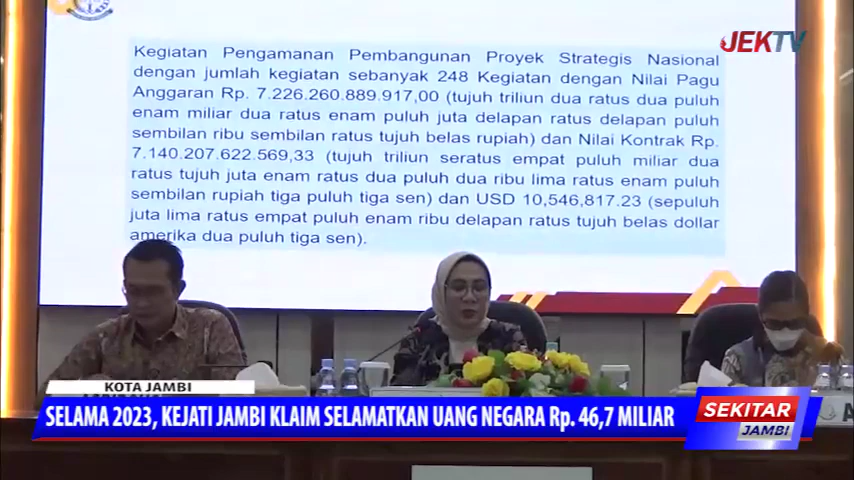 JEKTV
Kegiatan Pengamanan Pembangunan Proyek Strategis Nasional
dengan jumlah kegiatan sebanyak 248 Kegiatan dengan Nilai Pagu
Anggaran Rp. 7.226.260.889.917,00 (tujuh triliun dua ratus dua puluh
enam miliar dua ratus enam puluh juta delapan ratus delapan puluh
sembilan ribu sembilan ratus tujuh belas rupiah) dan Nilai Kontrak Rp.
7.140.207.622.569,33 (tujuh triliun seratus empat puluh miliar dua
ratus tujuh juta enam ratus dua puluh dua ribu lima ratus enam puluh
sembilan rupiah tiga puluh tiga sen) dan USD 10,546,817.23 (sepuluh
juta lima ratus empat puluh enam ribu delapan ratus tujuh belas dollar
amerika dua puluh tiga sen).
KOTA JAMBI
SELAMA 2023, KEJATI JAMBI KLAIM SELAMATKAN UANG NEGARA Rp. 46,7 MILIAR
SEKITAR
JAMBI